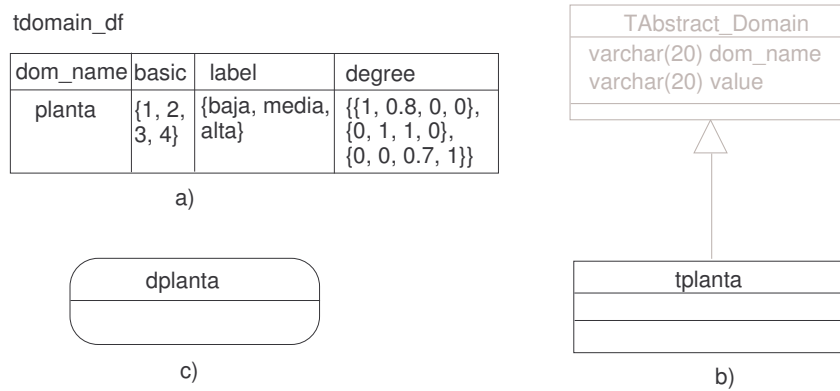 tdomain_df
dom_name basic label degree
planta {1, 2, {baja, media, {{1, 0.8, 0, 0},
3, 4} alta} {0, 1, 1, 0},
{0, 0, 0.7, 1}}
a)
TAbstract_Domain
varchar(20) dom_name
varchar(20) value
dplanta
c)
tplanta
b)